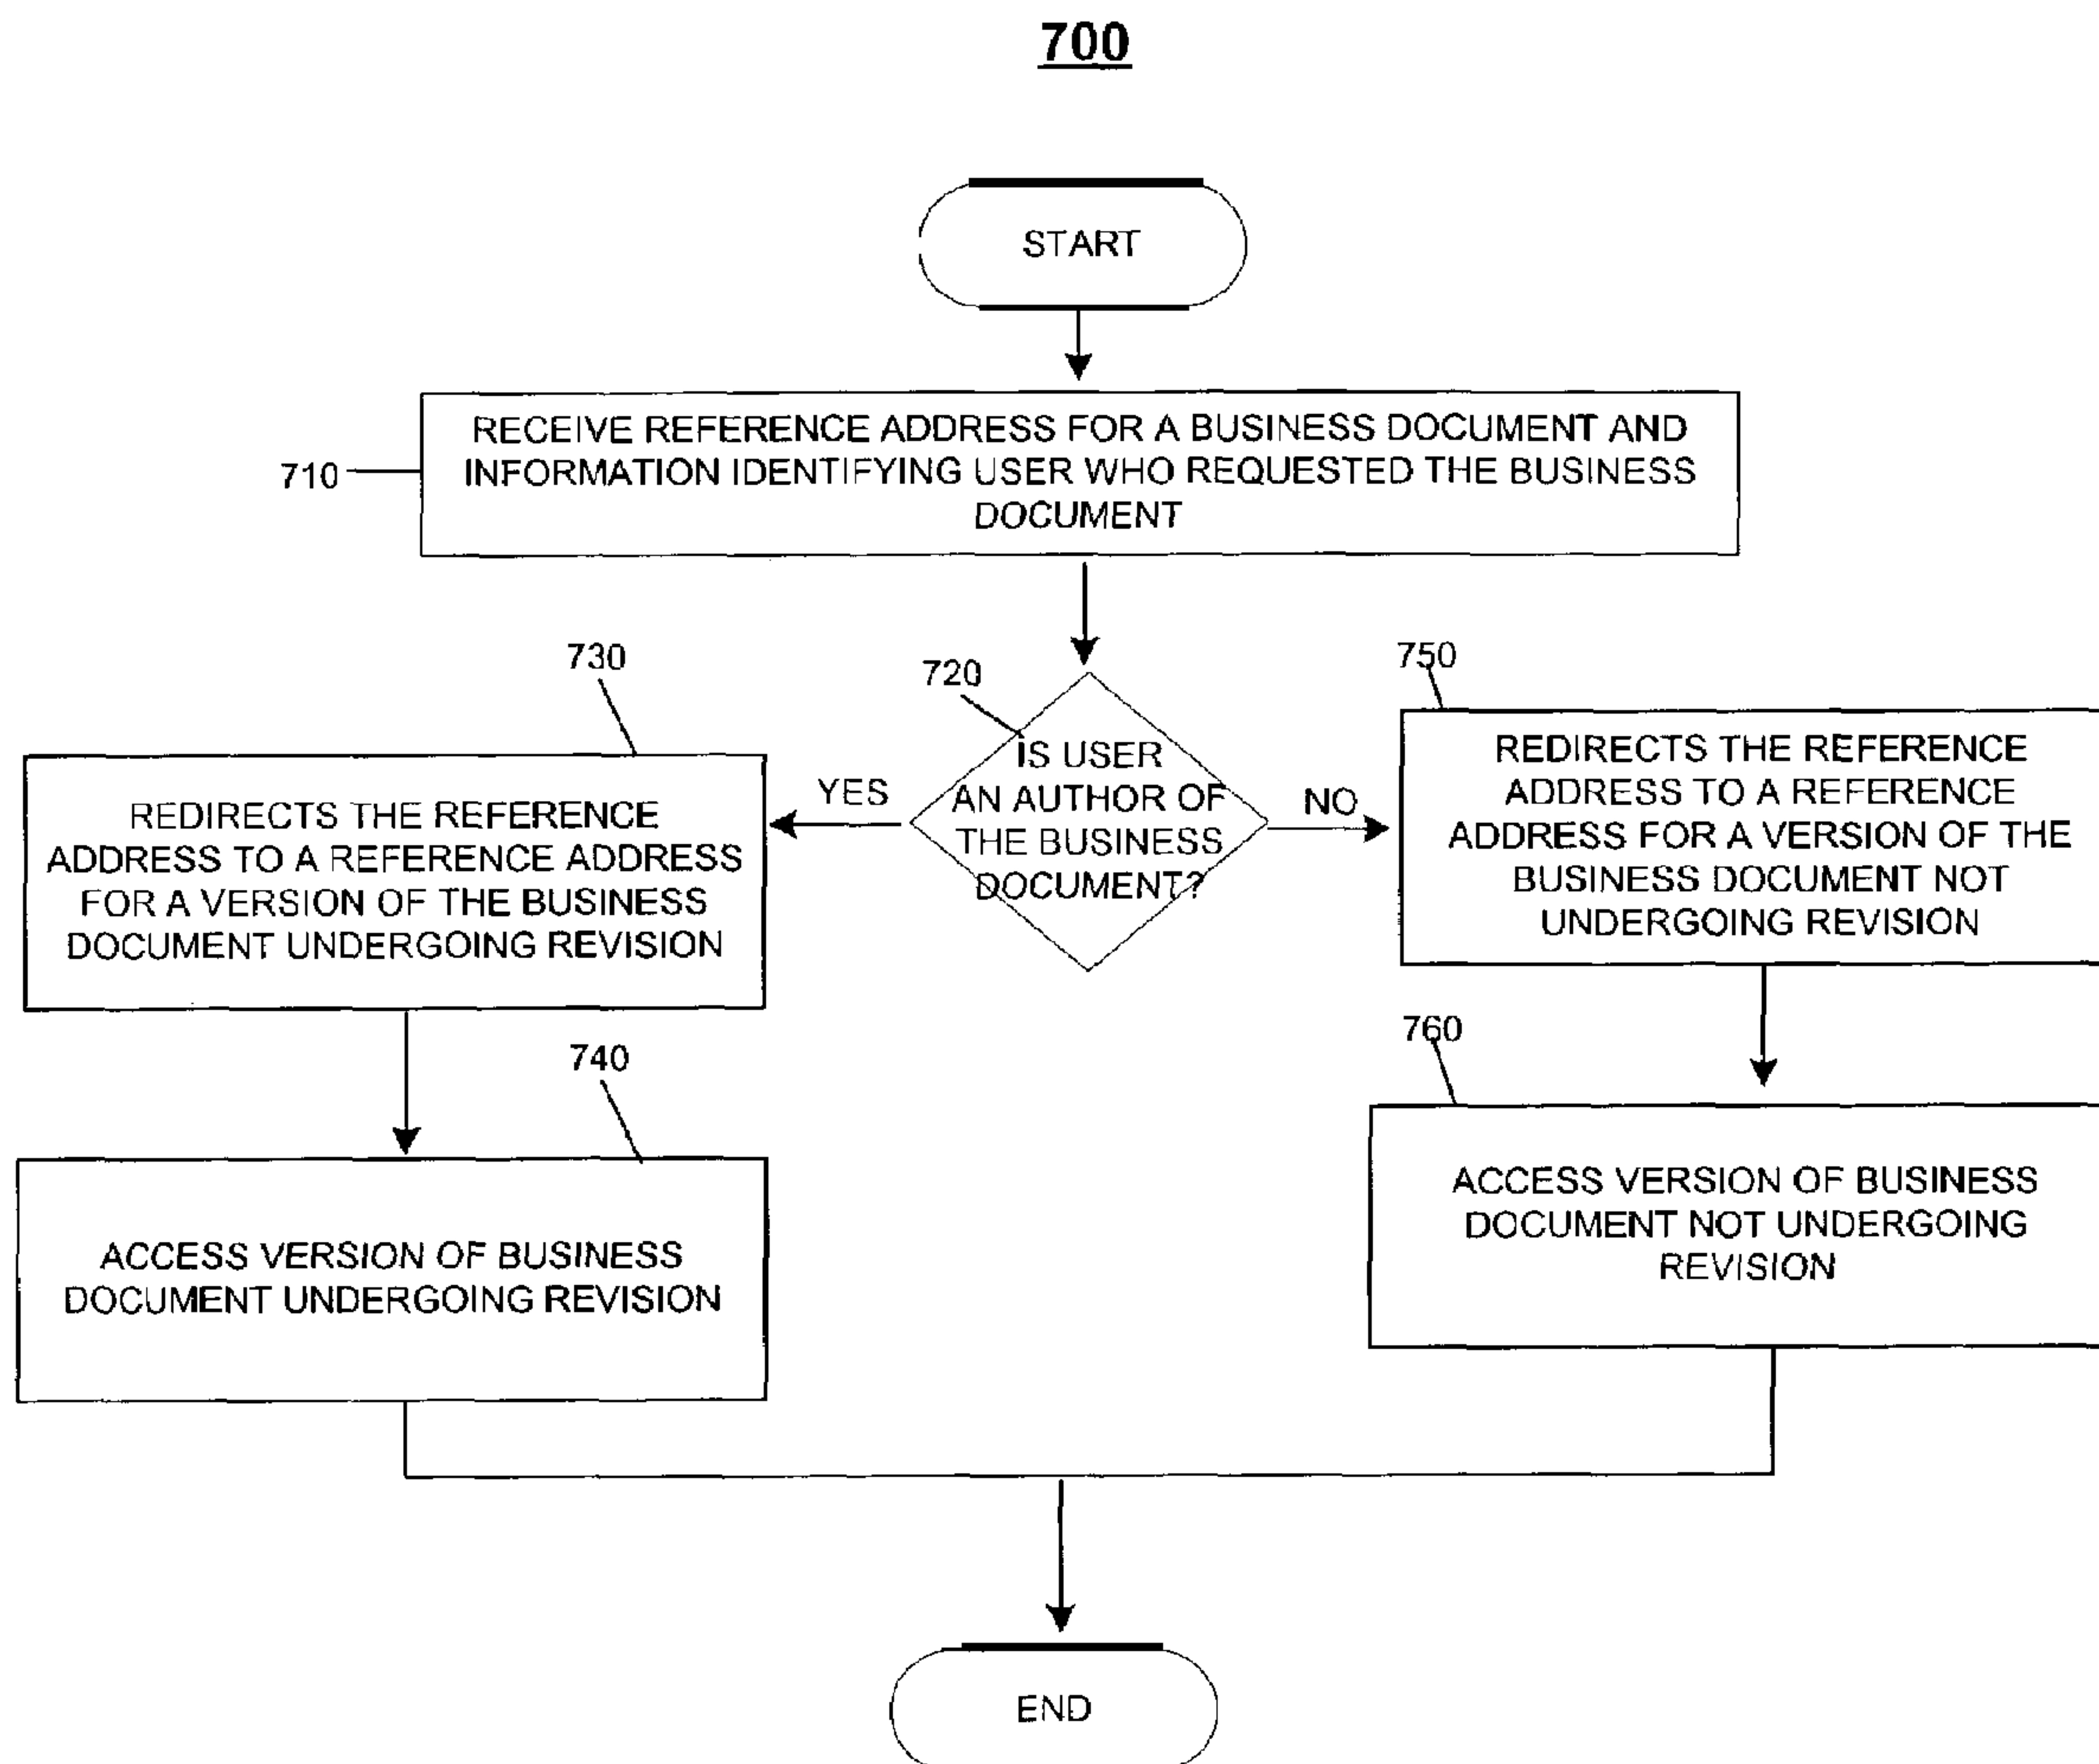 700
START
710
RECEIVE REFERENCE ADDRESS FOR A BUSINESS DOCUMENT AND
INFORMATION IDENTIFYING USER WHO REQUESTED THE BUSINESS
DOCUMENT
720
IS USER
AN AUTHOR OF
THE BUSINESS
DOCUMENT?
YES
NO
730
REDIRECTS THE REFERENCE
ADDRESS TO A REFERENCE ADDRESS
FOR A VERSION OF THE BUSINESS
DOCUMENT UNDERGOING REVISION
740
ACCESS VERSION OF BUSINESS
DOCUMENT UNDERGOING REVISION
750
REDIRECTS THE REFERENCE
ADDRESS TO A REFERENCE
ADDRESS FOR A VERSION OF THE
BUSINESS DOCUMENT NOT
UNDERGOING REVISION
760
ACCESS VERSION OF BUSINESS
DOCUMENT NOT UNDERGOING
REVISION
END